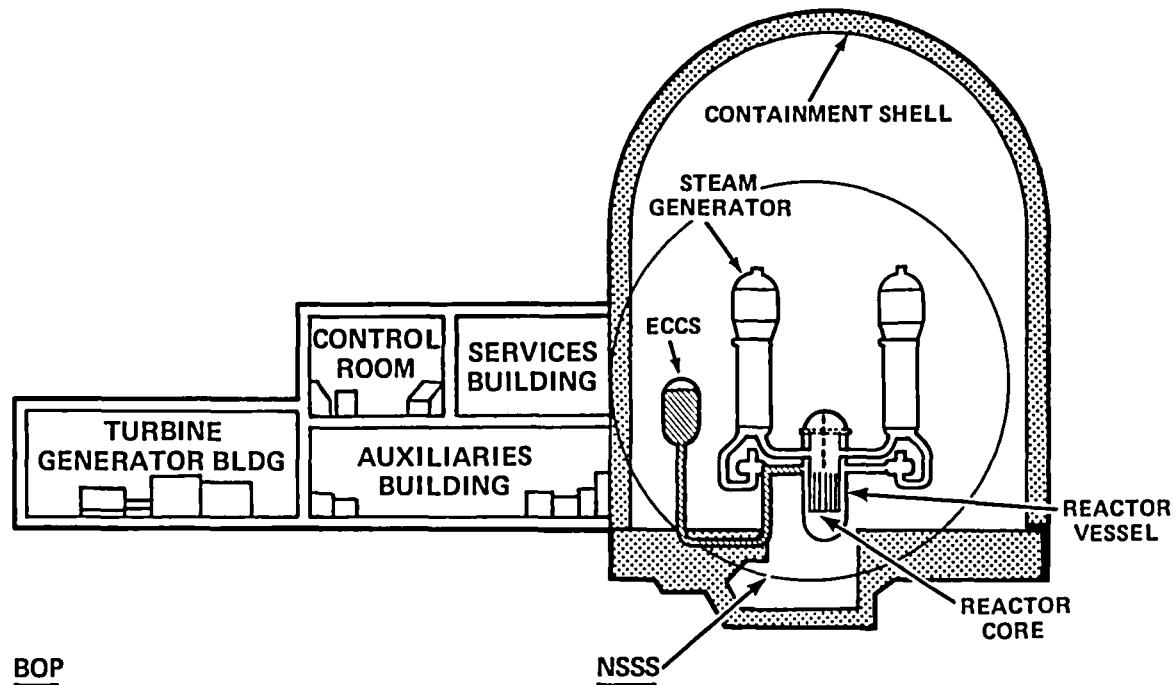 CONTAINMENT SHELL
STEAM
GENERATOR
ECCS
CONTROL
ROOM
SERVICES
BUILDING
TURBINE
GENERATOR BLDG
AUXILIARIES
BUILDING
REACTOR
VESSEL
REACTOR
CORE
BOP
NSSS